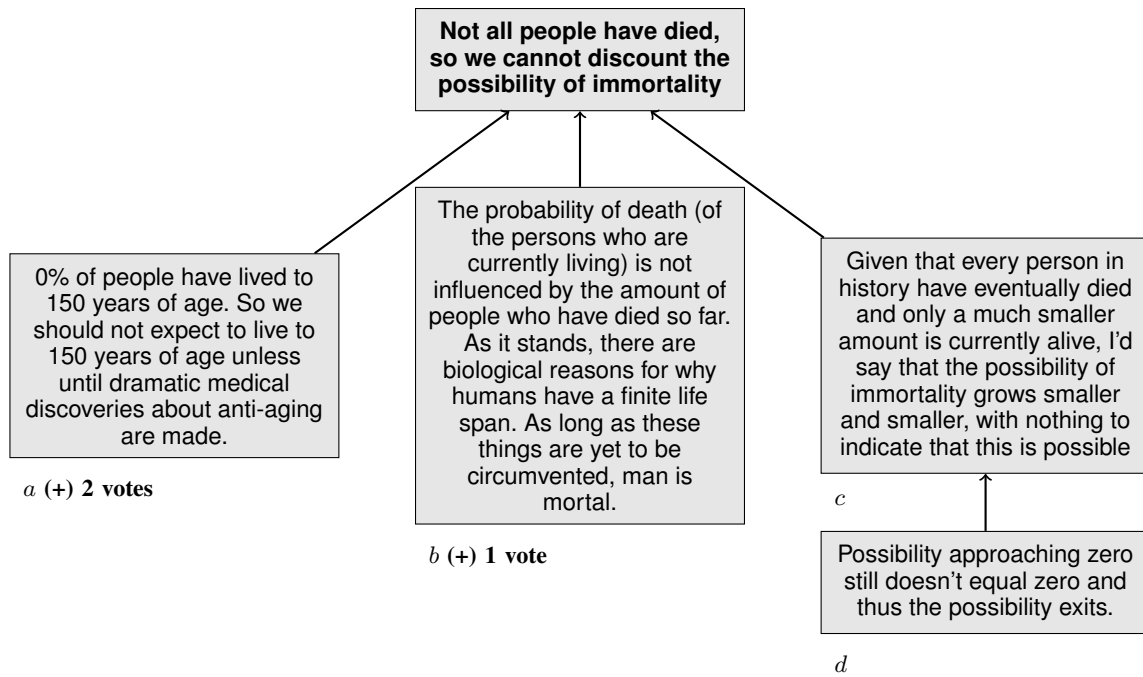 Not all people have died,
so we cannot discount the
possibility of immortality
0% of people have lived to
150 years of age. So we
should not expect to live to
150 years of age unless
until dramatic medical
discoveries about anti-aging
are made.
a (+) 2 votes
The probability of death (of
the persons who are
currently living) is not
influenced by the amount of
people who have died so far.
As it stands, there are
biological reasons for why
humans have a finite life
span. As long as these
things are yet to be
circumvented, man is
mortal.
b (+) 1 vote
Given that every person in
history have eventually died
and only a much smaller
amount is currently alive, I'd
say that the possibility of
immortality grows smaller
and smaller, with nothing to
indicate that this is possible
c
Possibility approaching zero
still doesn't equal zero and
thus the possibility exits.
d